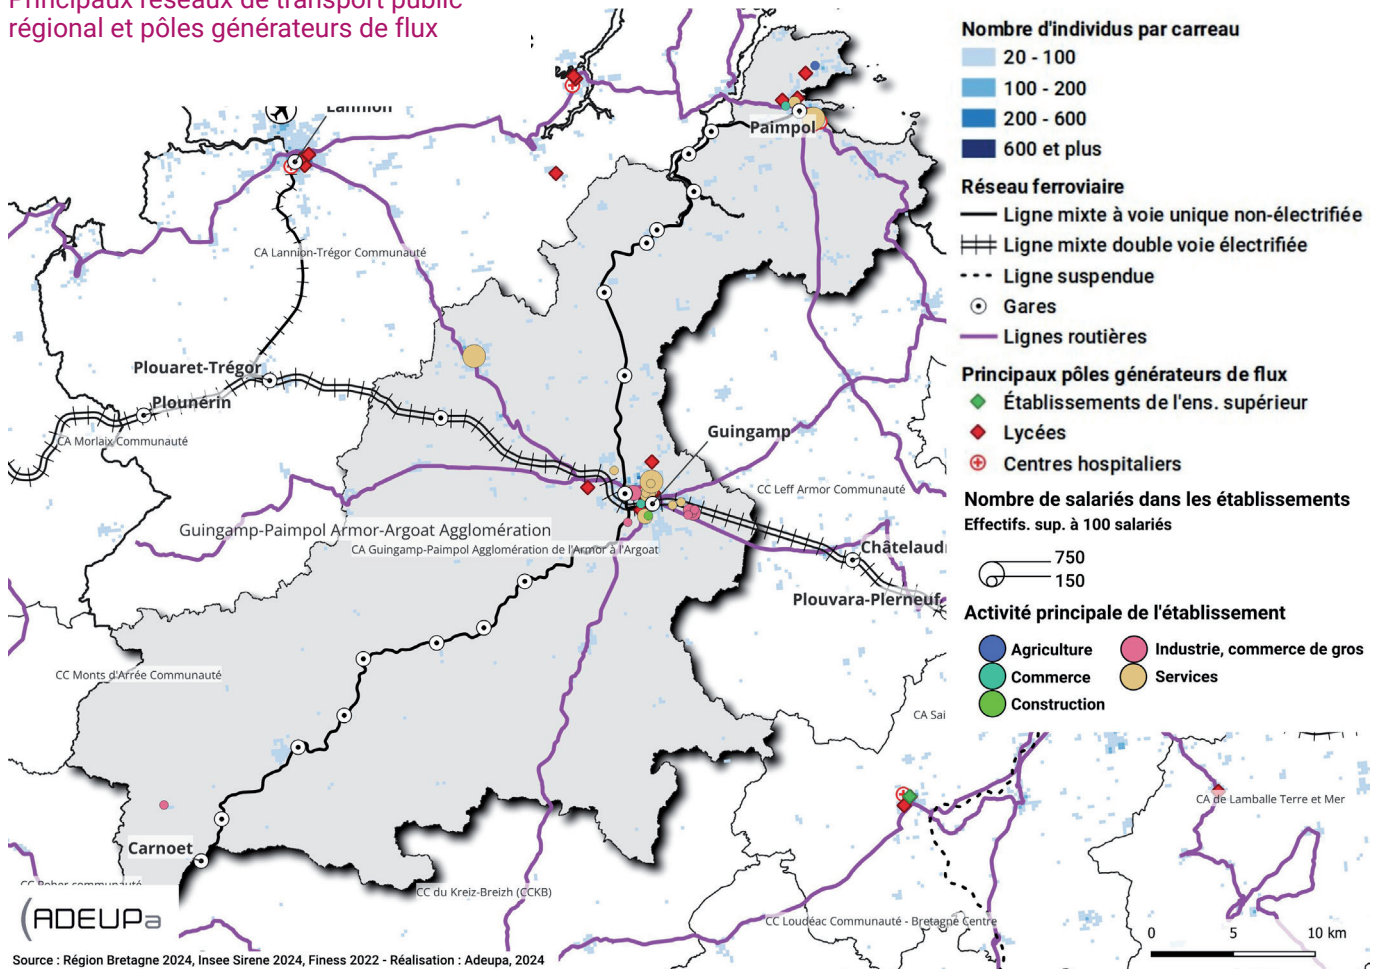 Principaux réseaux de transport public
régional et pôles générateurs de flux
Lannion
CA Lannion-Trégor Communauté
Plouaret-Trégor
Plounérin
CA Morlaix Communauté
Paimpol
Guingamp
CC Leff Armor Communauté
Guingamp-Paimpol Armor-Argoat Agglomération
CA Guingamp-Paimpol Agglomération de l'Armor à l'Argoat
Châtelaudr
Plouvara-Plerneuf
CC Monts d'Arrée Communauté
CA Sai
Carnoet
CC Poher communauté
CC du Kreiz-Breizh (CCKB)
CC Loudéac Communauté - Bretagne Centre
CA de Lamballe Terre et Mer
Nombre d'individus par carreau
20 - 100
100 - 200
200 - 600
600 et plus
Réseau ferroviaire
Ligne mixte à voie unique non-électrifiée
Ligne mixte double voie électrifiée
Ligne suspendue
Gares
Lignes routières
Principaux pôles générateurs de flux
Établissements de l'ens. supérieur
Lycées
Centres hospitaliers
Nombre de salariés dans les établissements
Effectifs. sup. à 100 salariés
750
150
Activité principale de l'établissement
Agriculture
Commerce
Construction
Industrie, commerce de gros
Services
0 5 10 km
ADEUPa
Source : Région Bretagne 2024, Insee Sirene 2024, Finess 2022 - Réalisation : Adeupa, 2024